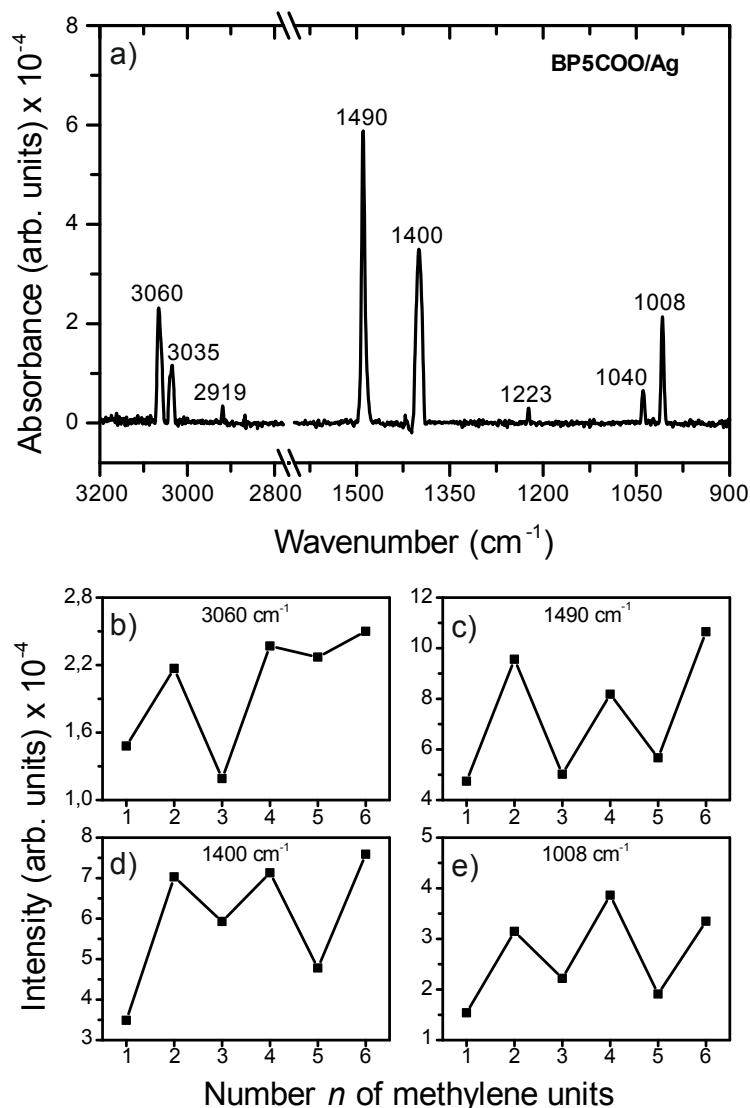 a)
BP5COO/Ag
Absorbance (arb. units) x 10-4
8
6
4
2
0
3060
3035
2919
1490
1400
1223
1040
1008
3200 3000 2800 1500 1350 1200 1050 900
Wavenumber (cm-1)
b) 3060 cm-1
2,8
2,2
1,6
1,0
1 2 3 4 5 6
c) 1490 cm-1
12
10
8
6
4
1 2 3 4 5 6
Intensity (arb. units) x 10-4
d) 1400 cm-1
8
7
6
5
4
3
1 2 3 4 5 6
e) 1008 cm-1
5
4
3
2
1
1 2 3 4 5 6
Number n of methylene units